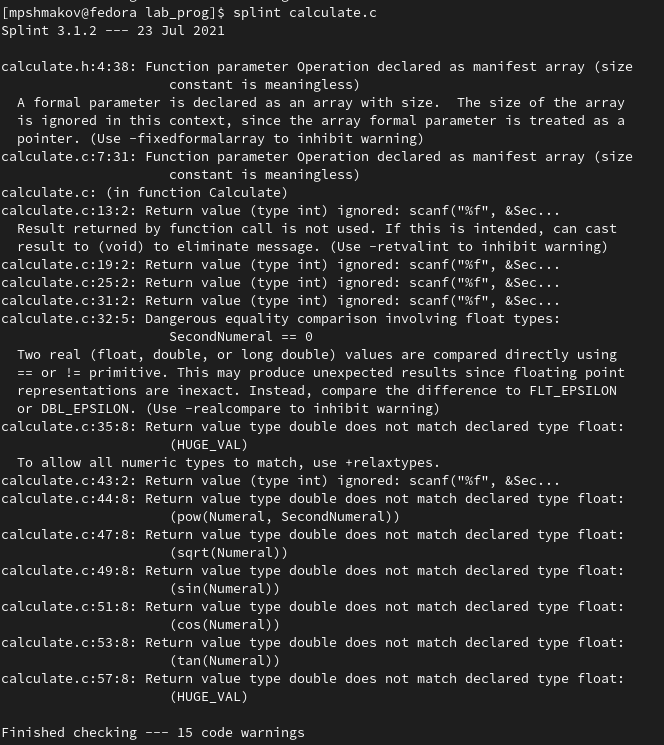 [mpshmakov@fedora lab_prog]$ splint calculate.c
Splint 3.1.2 --- 23 Jul 2021

calculate.h:4:38: Function parameter Operation declared as manifest array (size
                     constant is meaningless)
  A formal parameter is declared as an array with size.  The size of the array
  is ignored in this context, since the array formal parameter is treated as a
  pointer. (Use -fixedformalarray to inhibit warning)
calculate.c:7:31: Function parameter Operation declared as manifest array (size
                     constant is meaningless)
calculate.c: (in function Calculate)
calculate.c:13:2: Return value (type int) ignored: scanf("%f", &Sec...
  Result returned by function call is not used. If this is intended, can cast
  result to (void) to eliminate message. (Use -retvalint to inhibit warning)
calculate.c:19:2: Return value (type int) ignored: scanf("%f", &Sec...
calculate.c:25:2: Return value (type int) ignored: scanf("%f", &Sec...
calculate.c:31:2: Return value (type int) ignored: scanf("%f", &Sec...
calculate.c:32:5: Dangerous equality comparison involving float types:
                     SecondNumeral == 0
  Two real (float, double, or long double) values are compared directly using
  == or != primitive. This may produce unexpected results since floating point
  representations are inexact. Instead, compare the difference to FLT_EPSILON
  or DBL_EPSILON. (Use -realcompare to inhibit warning)
calculate.c:35:8: Return value type double does not match declared type float:
                     (HUGE_VAL)
  To allow all numeric types to match, use +relaxtypes.
calculate.c:43:2: Return value (type int) ignored: scanf("%f", &Sec...
calculate.c:44:8: Return value type double does not match declared type float:
                     (pow(Numeral, SecondNumeral))
calculate.c:47:8: Return value type double does not match declared type float:
                     (sqrt(Numeral))
calculate.c:49:8: Return value type double does not match declared type float:
                     (sin(Numeral))
calculate.c:51:8: Return value type double does not match declared type float:
                     (cos(Numeral))
calculate.c:53:8: Return value type double does not match declared type float:
                     (tan(Numeral))
calculate.c:57:8: Return value type double does not match declared type float:
                     (HUGE_VAL)

Finished checking --- 15 code warnings